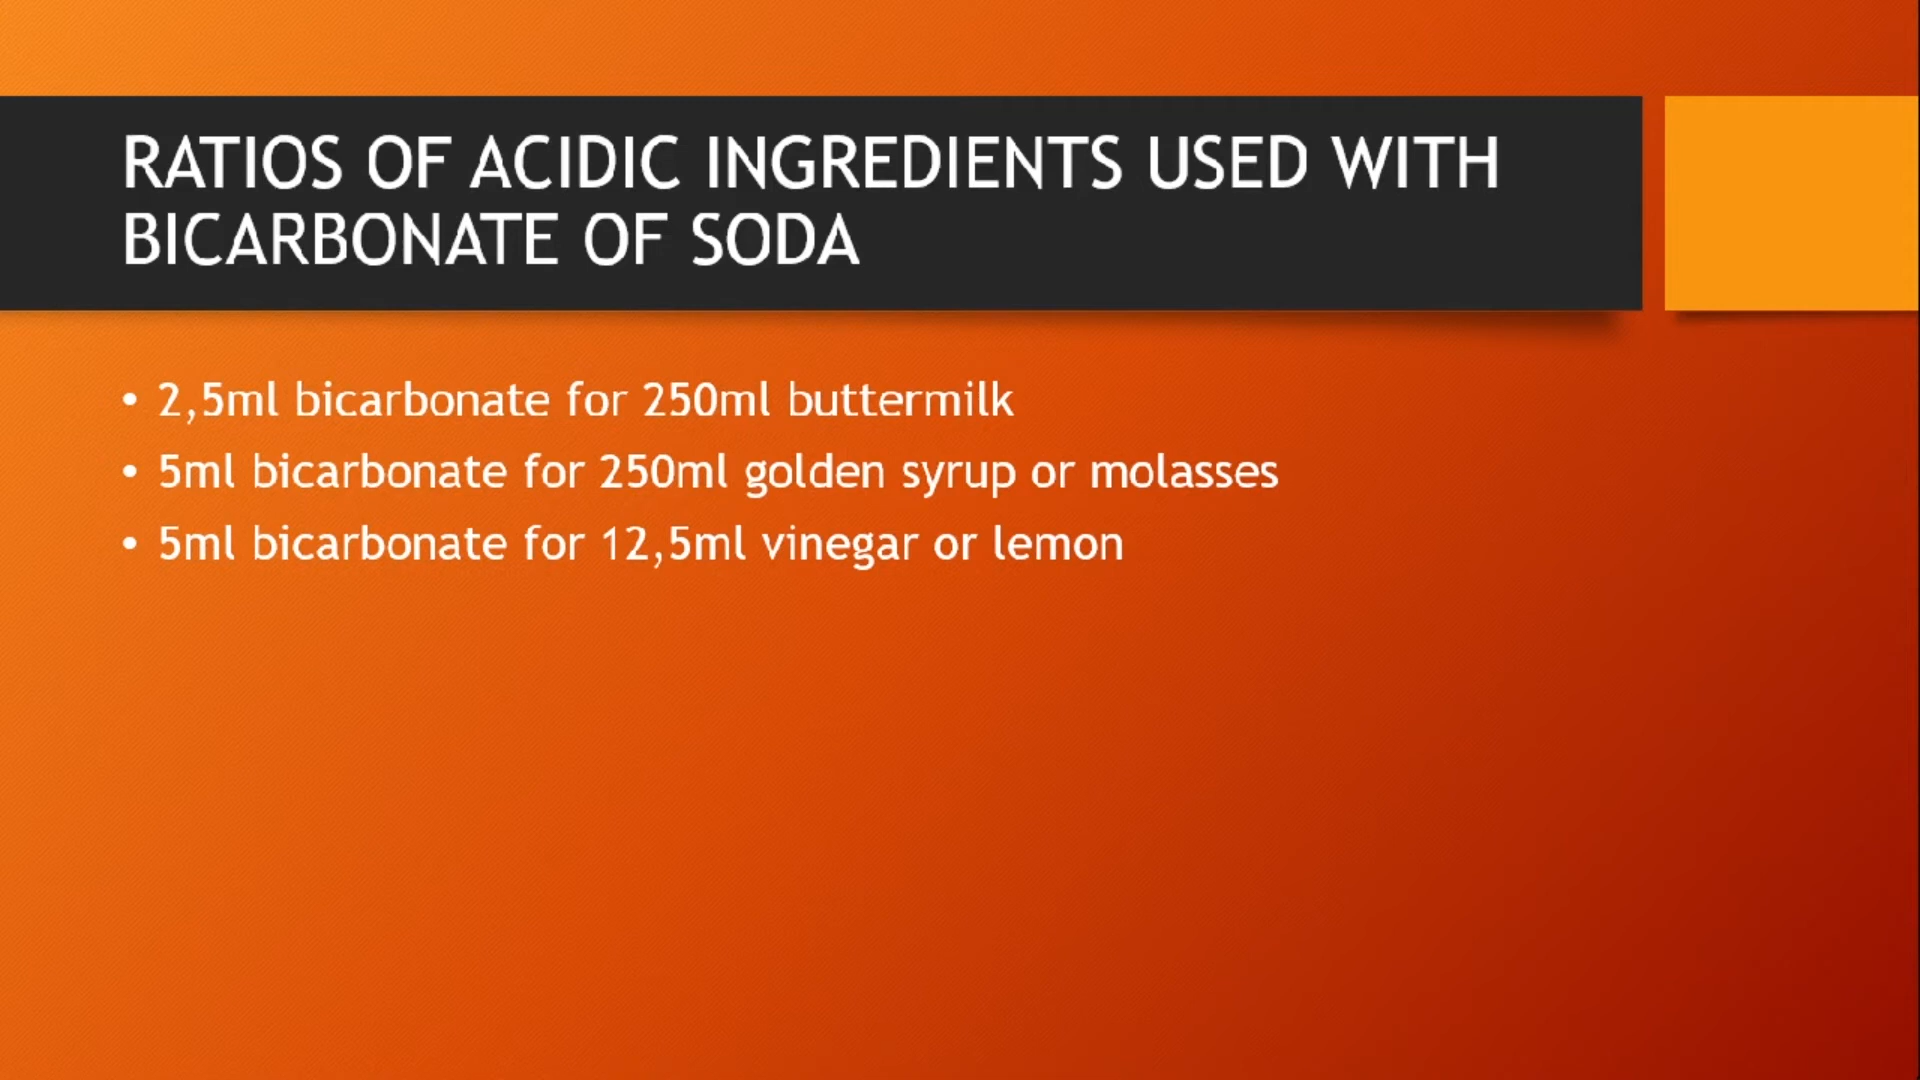 RATIOS OF ACIDIC INGREDIENTS USED WITH
BICARBONATE OF SODA
• 2,5ml bicarbonate for 250ml buttermilk
• 5ml bicarbonate for 250ml golden syrup or molasses
• 5ml bicarbonate for 12,5ml vinegar or lemon